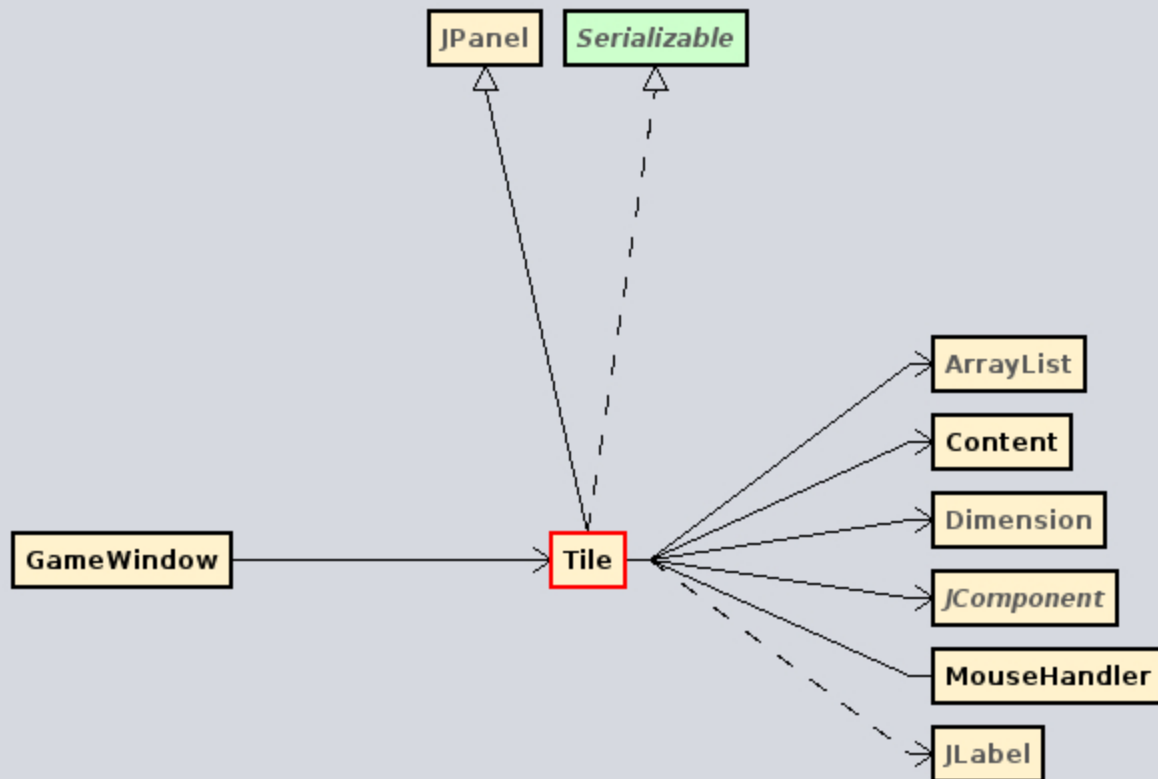 JPanel
Serializable
ArrayList
Content
Dimension
GameWindow
Tile
JComponent
MouseHandler
JLabel